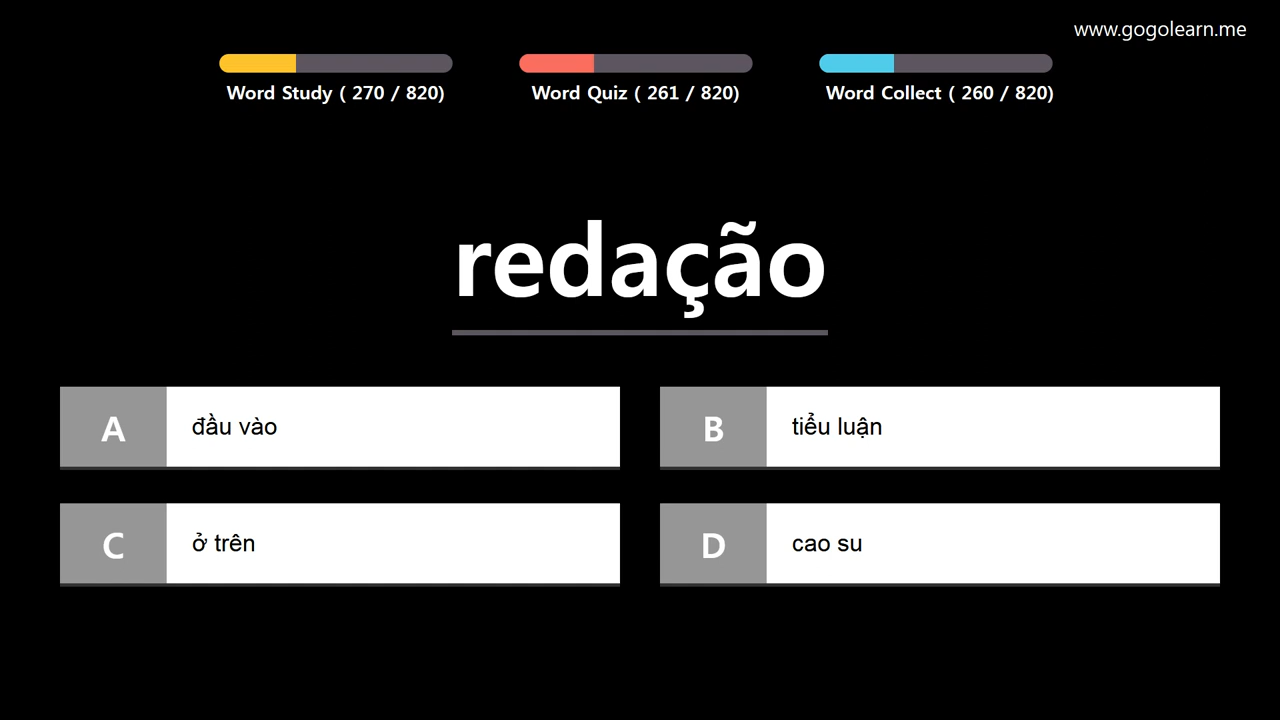 www.gogolearn.me
Word Study ( 270 / 820)
Word Quiz ( 261 / 820)
Word Collect ( 260 / 820)
redação
A
đầu vào
B
tiểu luận
C
ở trên
D
cao su